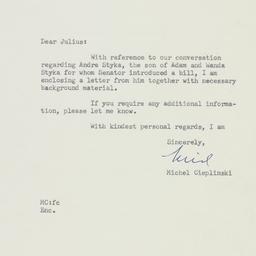 Dear Julius:
With reference to our conversation
regarding Andre Styka, the son of Adam and Wanda
Styka for whom Senator introduced a bill, I am
enclosing a letter from him together with necessary
background material.
If you require any additional informa-
tion, please let me know.
With kindest personal regards, I am
Sincerely,
Michel Cieplinski
MC:fc
Enc.